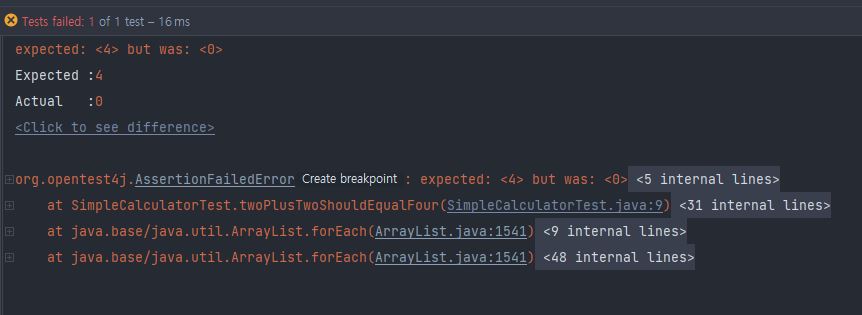 Tests failed: 1 of 1 test – 16 ms
expected: <4> but was: <0>
Expected :4
Actual   :0
<Click to see difference>
org.opentest4j.AssertionFailedError Create breakpoint : expected: <4> but was: <0> <5 internal lines>
at SimpleCalculatorTest.twoPlusTwoShouldEqualFour(SimpleCalculatorTest.java:9) <31 internal lines>
at java.base/java.util.ArrayList.forEach(ArrayList.java:1541) <9 internal lines>
at java.base/java.util.ArrayList.forEach(ArrayList.java:1541) <48 internal lines>